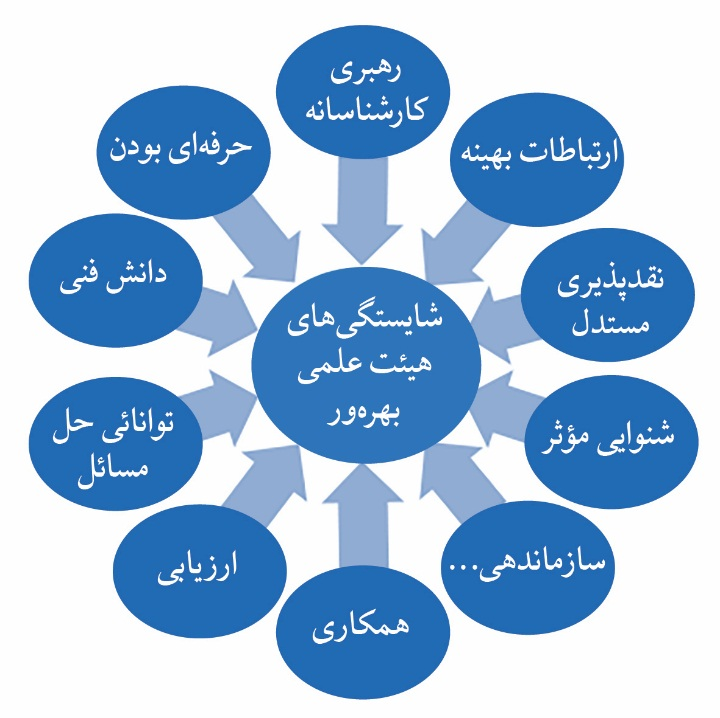 رهبری
کارشناسانه
ارتباطات بهینه
نقدپذیری
مستدل
شنوایی مؤثر
سازماندهی...
همکاری
ارزیابی
توانائی حل
مسائل
دانش فنی
حرفه‌ای بودن
شایستگی‌های
هیئت علمی
بهره‌ور